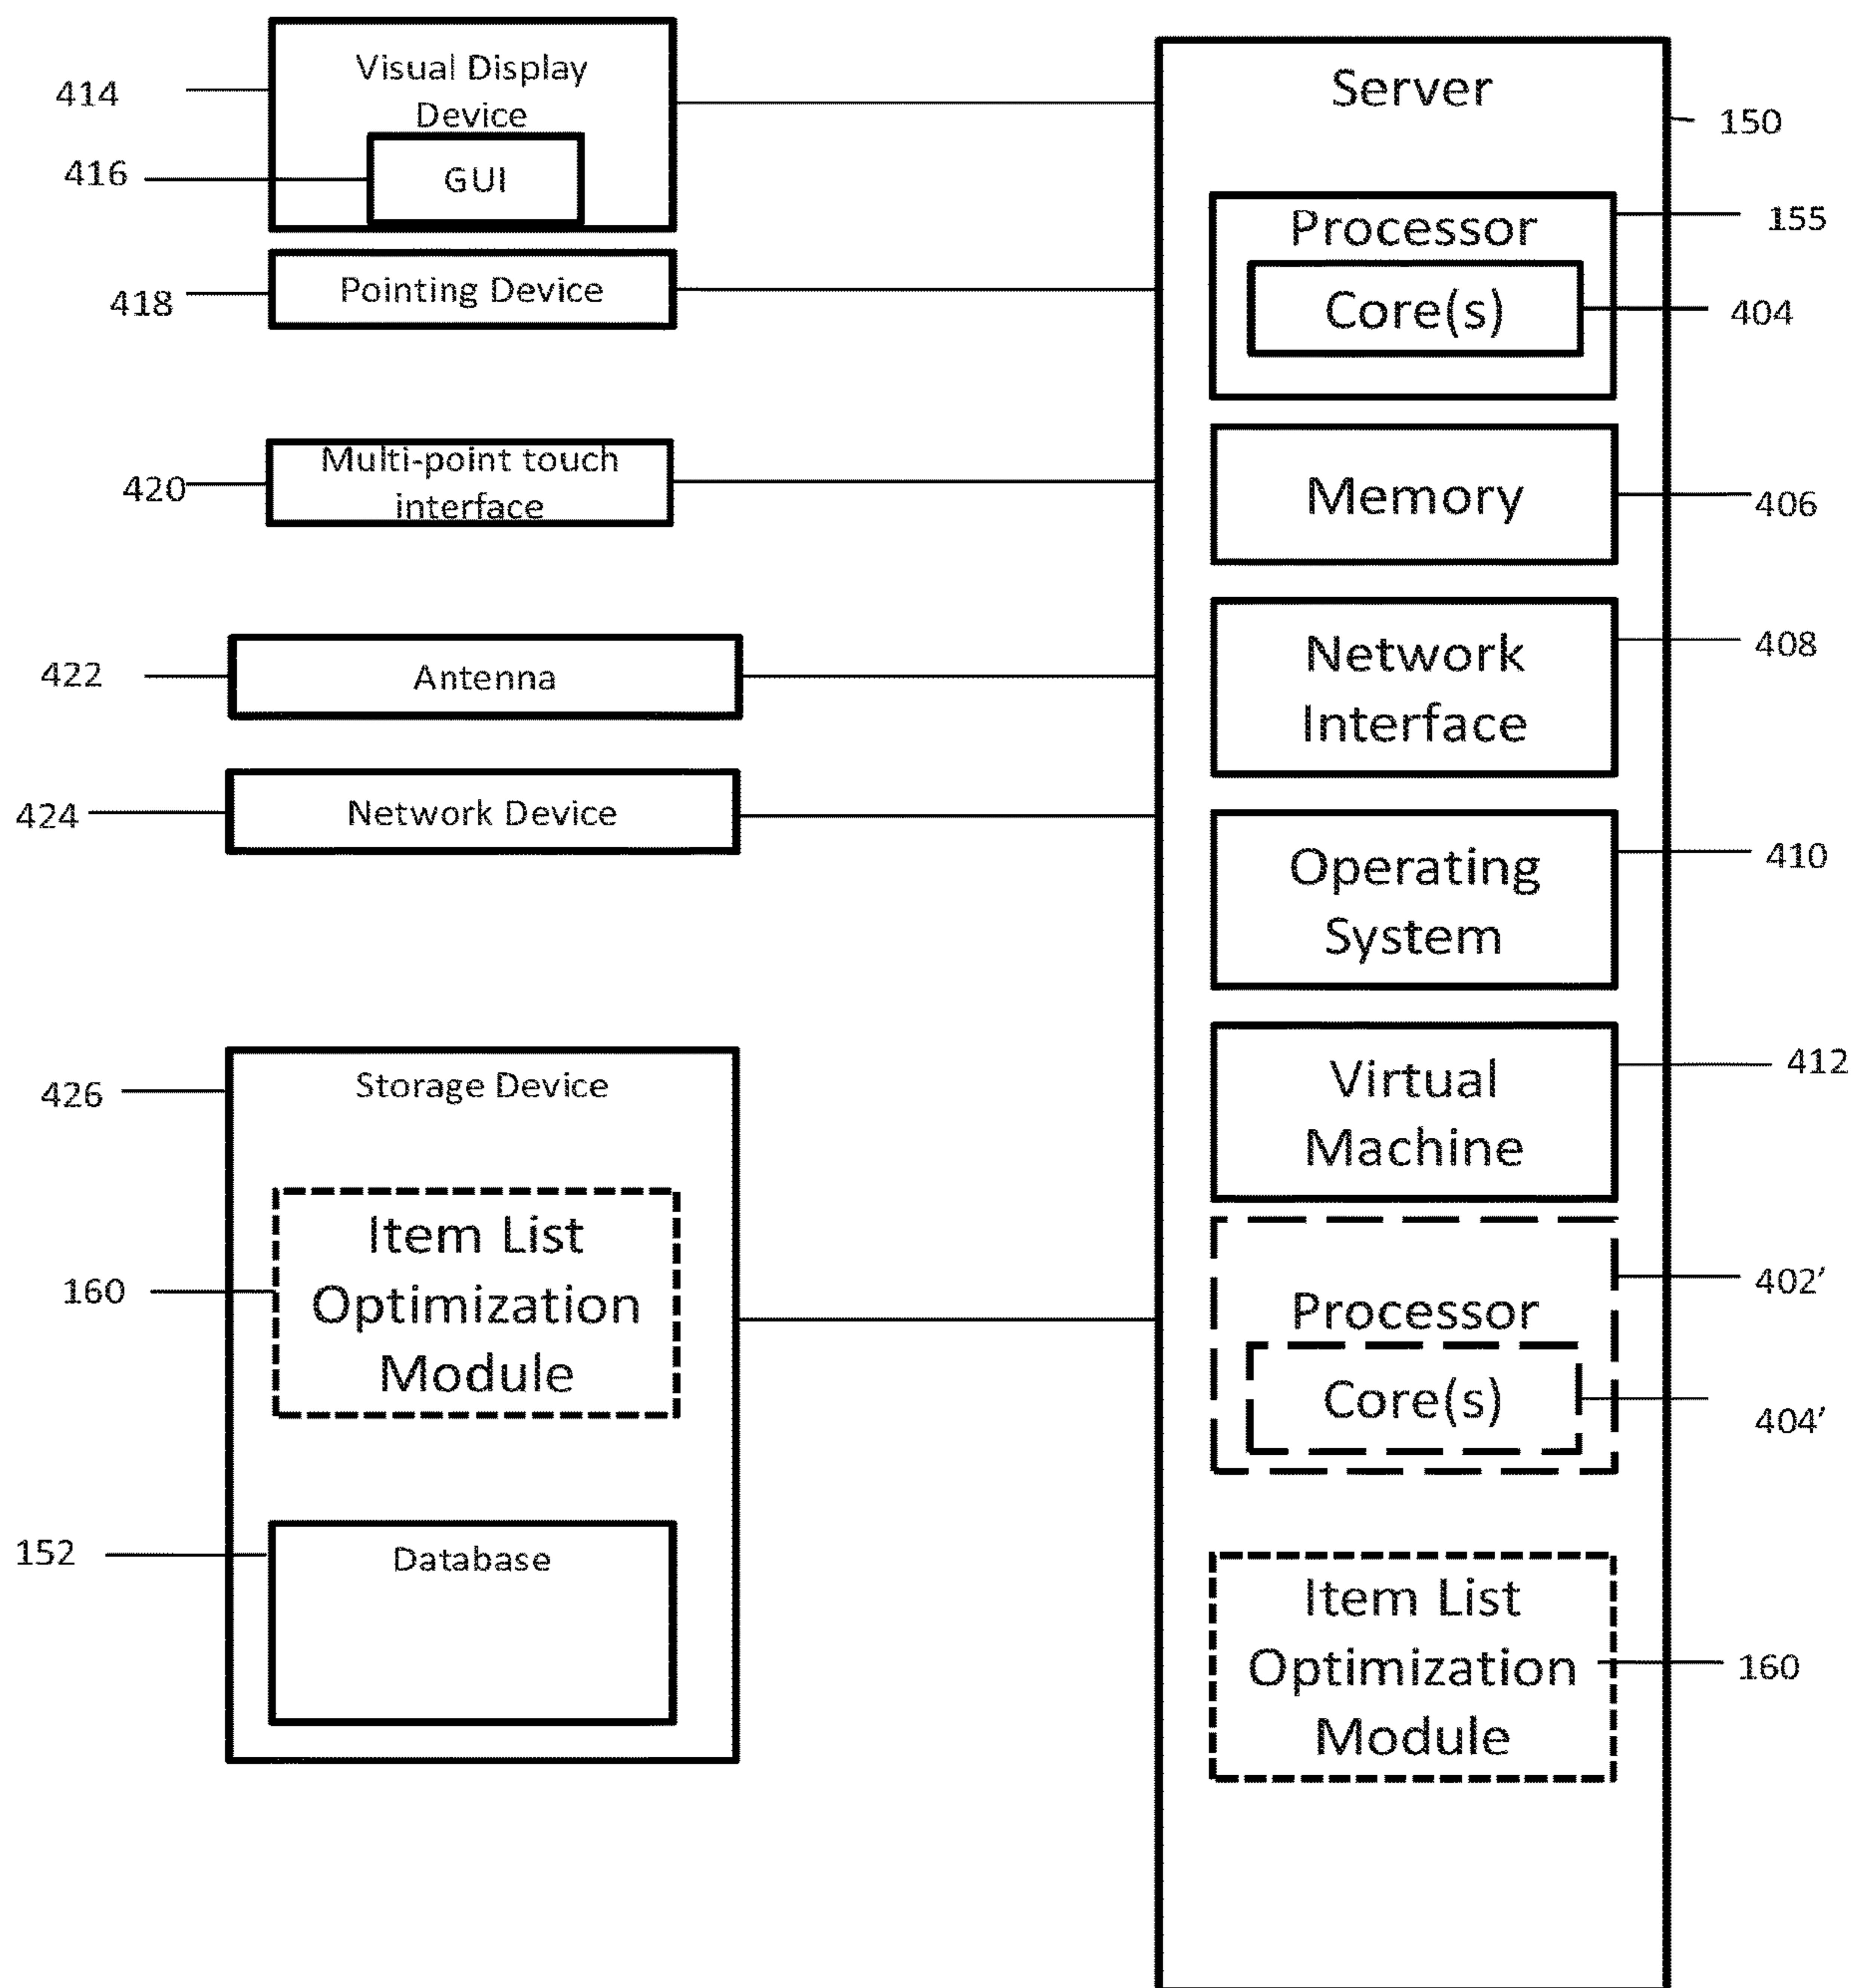 414
Visual Display
Device
416
GUI
418
Pointing Device
420
Multi-point touch
interface
422
Antenna
424
Network Device
426
Storage Device
160
Item List
Optimization
Module
152
Database
Server
150
Processor
155
Core(s)
404
Memory
406
Network
Interface
408
Operating
System
410
Virtual
Machine
412
Processor
402'
Core(s)
404'
Item List
Optimization
Module
160